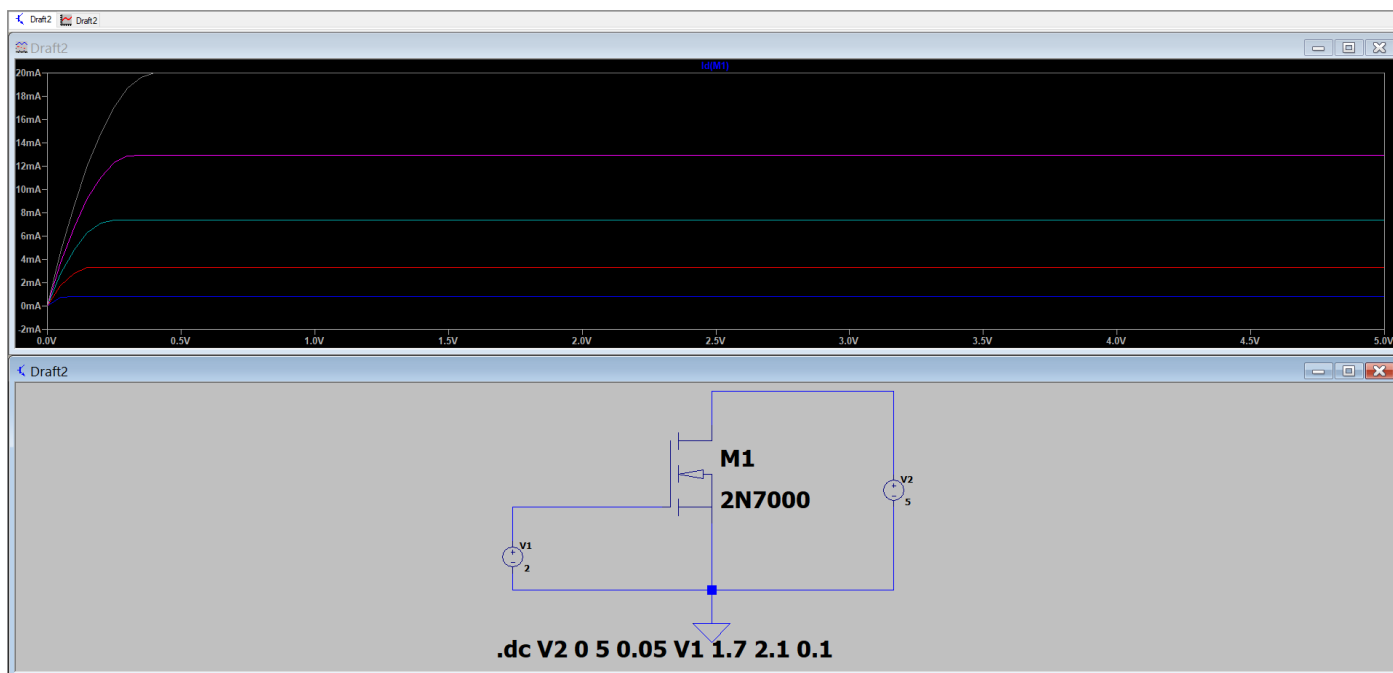 Draft2 Draft2
Draft2
Id(M1)
20mA
18mA
16mA
14mA
12mA
10mA
8mA
6mA
4mA
2mA
0mA
-2mA
0.0V 0.5V 1.0V 1.5V 2.0V 2.5V 3.0V 3.5V 4.0V 4.5V 5.0V
Draft2
M1
2N7000
V2
5
V1
2
.dc V2 0 5 0.05 V1 1.7 2.1 0.1